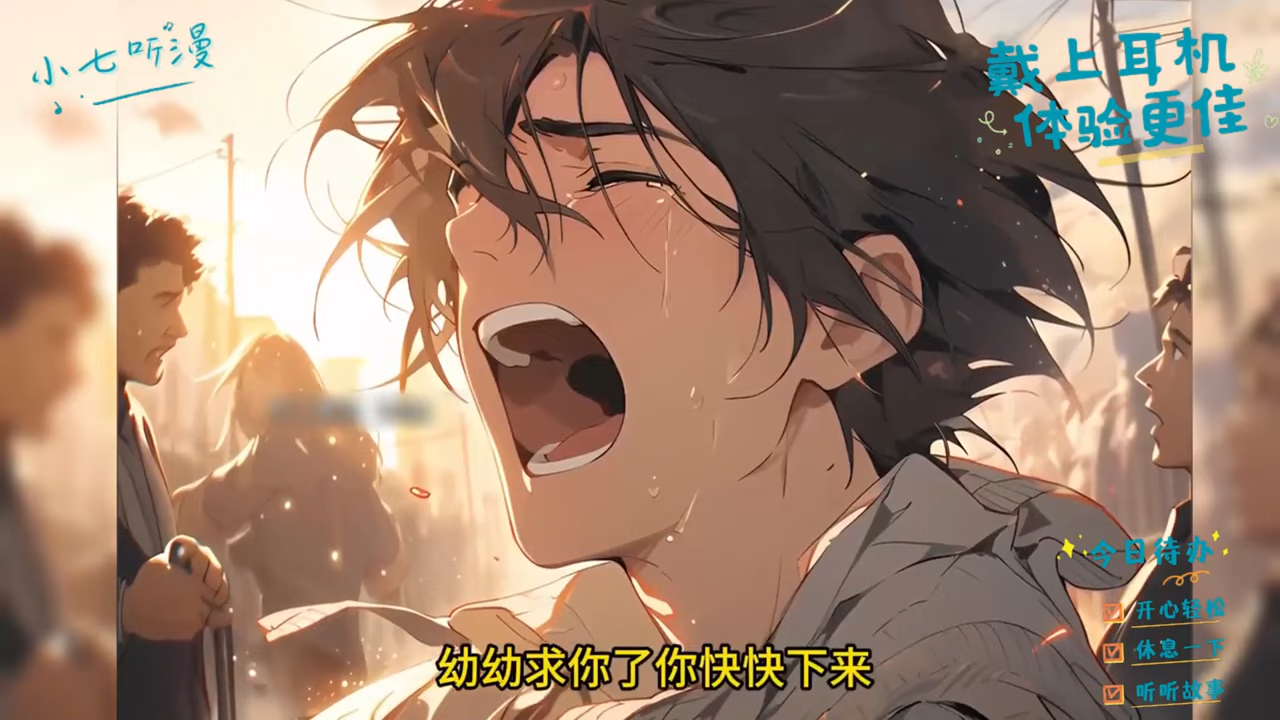 小七听漫
戴上耳机
体验更佳
今日待办
开心轻松
休息一下
听听故事
幼幼求你了你快快下来